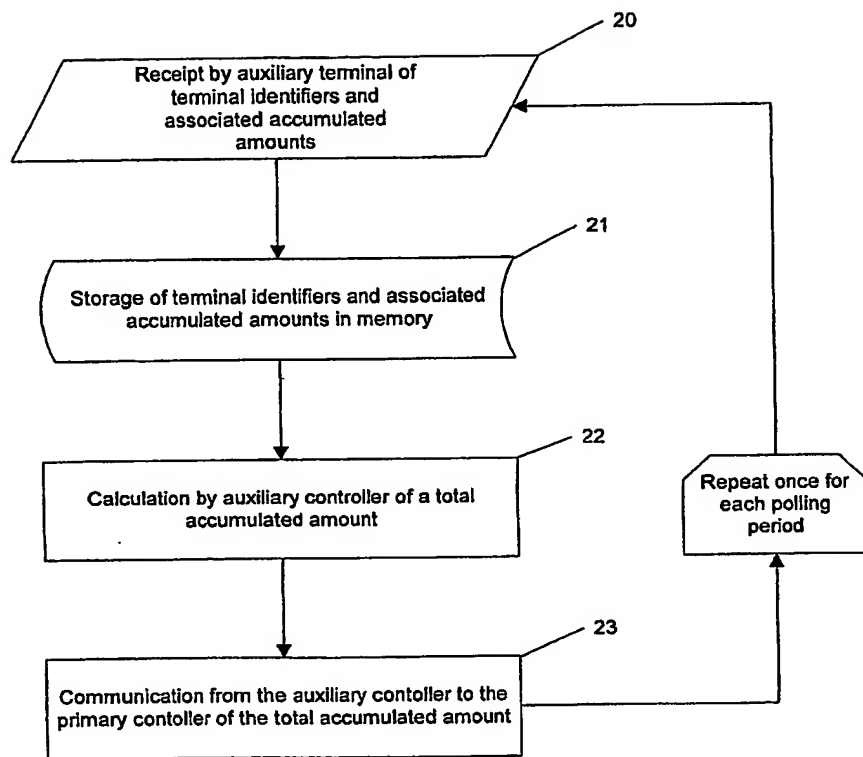 20
Receipt by auxiliary terminal of
terminal identifiers and
associated accumulated
amounts
21
Storage of terminal identifiers and associated
accumulated amounts in memory
22
Calculation by auxiliary controller of a total
accumulated amount
Repeat once for
each polling
period
23
Communication from the auxiliary contoller to the
primary contoller of the total accumulated amount